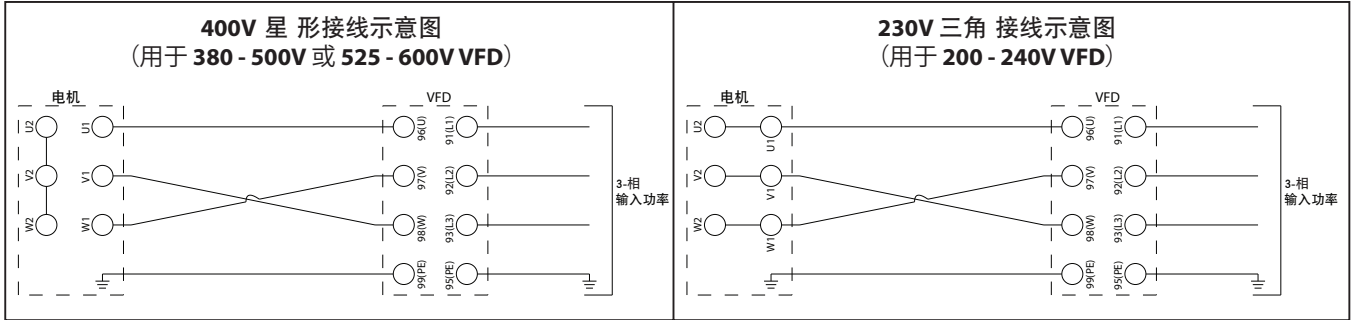 400V 星 形接线示意图
（用于 380 - 500V 或 525 - 600V VFD）
电机
VFD
U2
U1
96(U)
91(L1)
V2
V1
97(V)
92(L2)
W2
W1
98(W)
93(L3)
99(PE)
95(PE)
3-相
输入功率
230V 三角 接线示意图
（用于 200 - 240V VFD）
电机
VFD
U2
U1
96(U)
91(L1)
V2
V1
97(V)
92(L2)
W2
W1
98(W)
93(L3)
99(PE)
95(PE)
3-相
输入功率